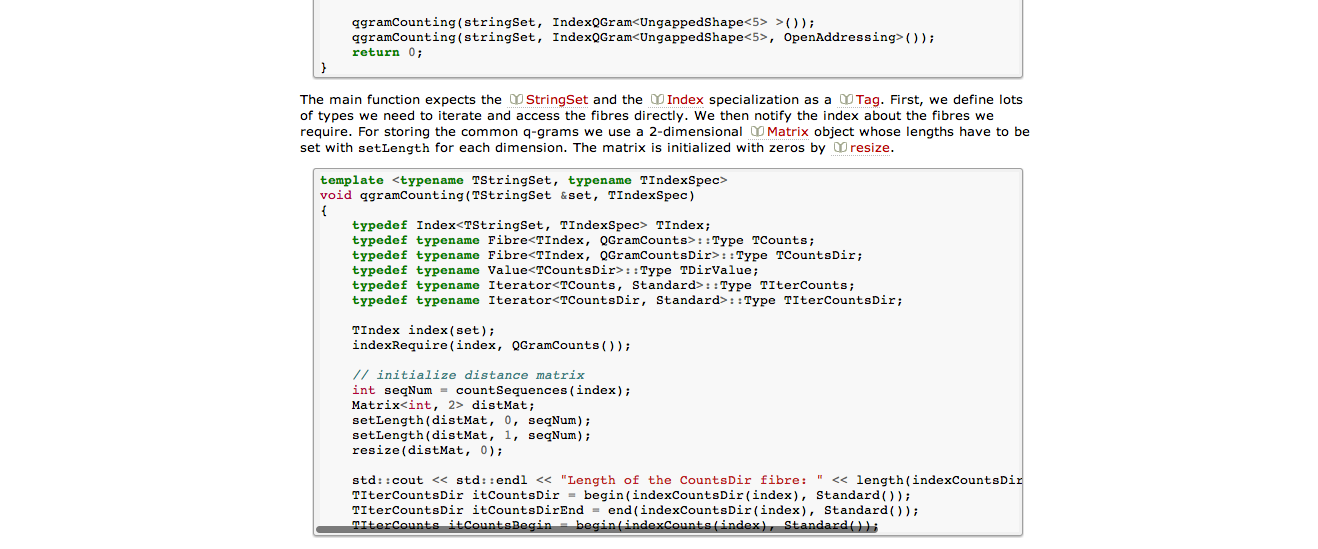 qgramCounting(stringSet, IndexQGram<UngappedShape<5> >());
    qgramCounting(stringSet, IndexQGram<UngappedShape<5>, OpenAddressing>());
    return 0;
}
The main function expects the StringSet and the Index specialization as a Tag. First, we define lots
of types we need to iterate and access the fibres directly. We then notify the index about the fibres we
require. For storing the common q-grams we use a 2-dimensional Matrix object whose lengths have to be
set with setLength for each dimension. The matrix is initialized with zeros by resize.
template <typename TStringSet, typename TIndexSpec>
void qgramCounting(TStringSet &set, TIndexSpec)
{
    typedef Index<TStringSet, TIndexSpec> TIndex;
    typedef typename Fibre<TIndex, QGramCounts>::Type TCounts;
    typedef typename Fibre<TIndex, QGramCountsDir>::Type TCountsDir;
    typedef typename Value<TCountsDir>::Type TDirValue;
    typedef typename Iterator<TCounts, Standard>::Type TIterCounts;
    typedef typename Iterator<TCountsDir, Standard>::Type TIterCountsDir;
    TIndex index(set);
    indexRequire(index, QGramCounts());
    // initialize distance matrix
    int seqNum = countSequences(index);
    Matrix<int, 2> distMat;
    setLength(distMat, 0, seqNum);
    setLength(distMat, 1, seqNum);
    resize(distMat, 0);
    std::cout << std::endl << "Length of the CountsDir fibre: " << length(indexCountsDir
    TIterCountsDir itCountsDir = begin(indexCountsDir(index), Standard());
    TIterCountsDir itCountsDirEnd = end(indexCountsDir(index), Standard());
    TIterCounts itCountsBegin = begin(indexCounts(index), Standard());